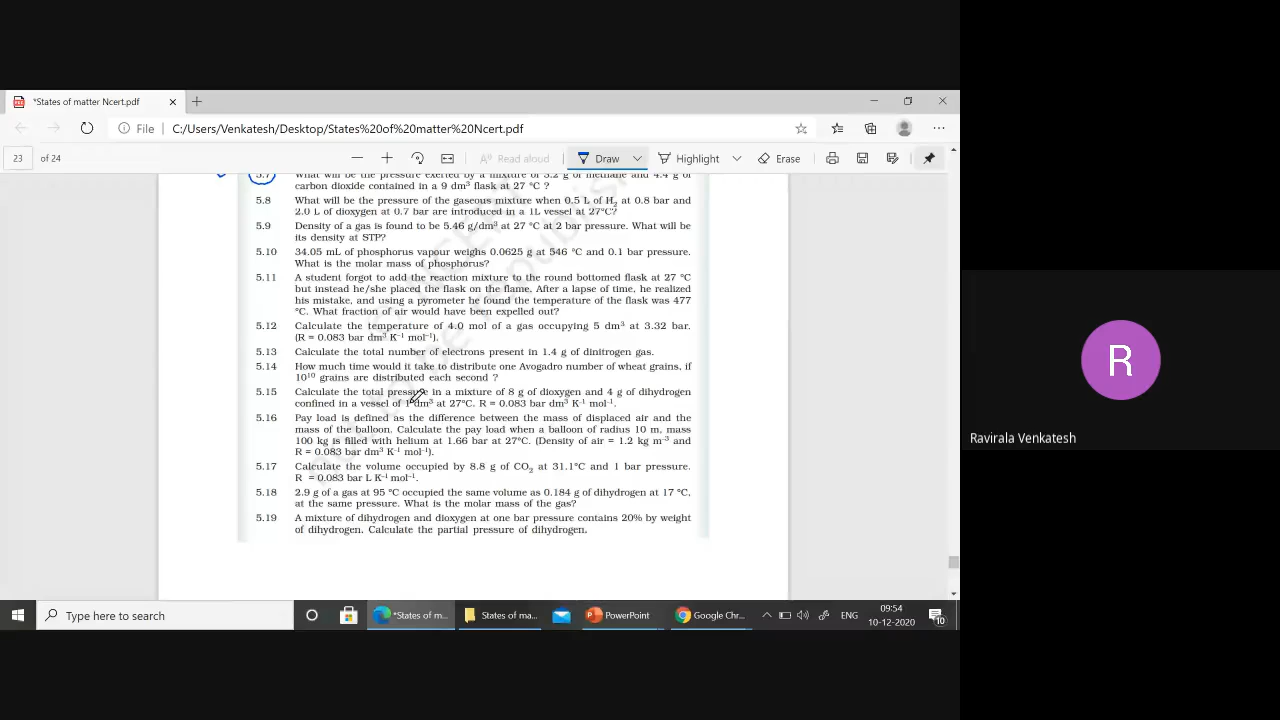 *States of matter Ncert.pdf
File | C:/Users/Venkatesh/Desktop/States%20of%20matter%20Ncert.pdf
23 of 24 Read aloud Draw Highlight Erase
5.7 What will be the pressure exerted by a mixture of 3.2 g of methane and 4.4 g of
carbon dioxide contained in a 9 dm³ flask at 27 °C ?
5.8 What will be the pressure of the gaseous mixture when 0.5 L of H₂ at 0.8 bar and
2.0 L of dioxygen at 0.7 bar are introduced in a 1L vessel at 27°C?
5.9 Density of a gas is found to be 5.46 g/dm³ at 27 °C at 2 bar pressure. What will be
its density at STP?
5.10 34.05 mL of phosphorus vapour weighs 0.0625 g at 546 °C and 0.1 bar pressure.
What is the molar mass of phosphorus?
5.11 A student forgot to add the reaction mixture to the round bottomed flask at 27 °C
but instead he/she placed the flask on the flame. After a lapse of time, he realized
his mistake, and using a pyrometer he found the temperature of the flask was 477
°C. What fraction of air would have been expelled out?
5.12 Calculate the temperature of 4.0 mol of a gas occupying 5 dm³ at 3.32 bar.
(R = 0.083 bar dm³ K⁻¹ mol⁻¹).
5.13 Calculate the total number of electrons present in 1.4 g of dinitrogen gas.
5.14 How much time would it take to distribute one Avogadro number of wheat grains, if
10¹⁰ grains are distributed each second ?
5.15 Calculate the total pressure in a mixture of 8 g of dioxygen and 4 g of dihydrogen
confined in a vessel of 1 dm³ at 27°C. R = 0.083 bar dm³ K⁻¹ mol⁻¹.
5.16 Pay load is defined as the difference between the mass of displaced air and the
mass of the balloon. Calculate the pay load when a balloon of radius 10 m, mass
100 kg is filled with helium at 1.66 bar at 27°C. (Density of air = 1.2 kg m⁻³ and
R = 0.083 bar dm³ K⁻¹ mol⁻¹).
5.17 Calculate the volume occupied by 8.8 g of CO₂ at 31.1°C and 1 bar pressure.
R = 0.083 bar L K⁻¹ mol⁻¹.
5.18 2.9 g of a gas at 95 °C occupied the same volume as 0.184 g of dihydrogen at 17 °C,
at the same pressure. What is the molar mass of the gas?
5.19 A mixture of dihydrogen and dioxygen at one bar pressure contains 20% by weight
of dihydrogen. Calculate the partial pressure of dihydrogen.
R
Ravirala Venkatesh
Type here to search *States of m... States of ma... PowerPoint Google Chr... ENG 09:54
10-12-2020 10